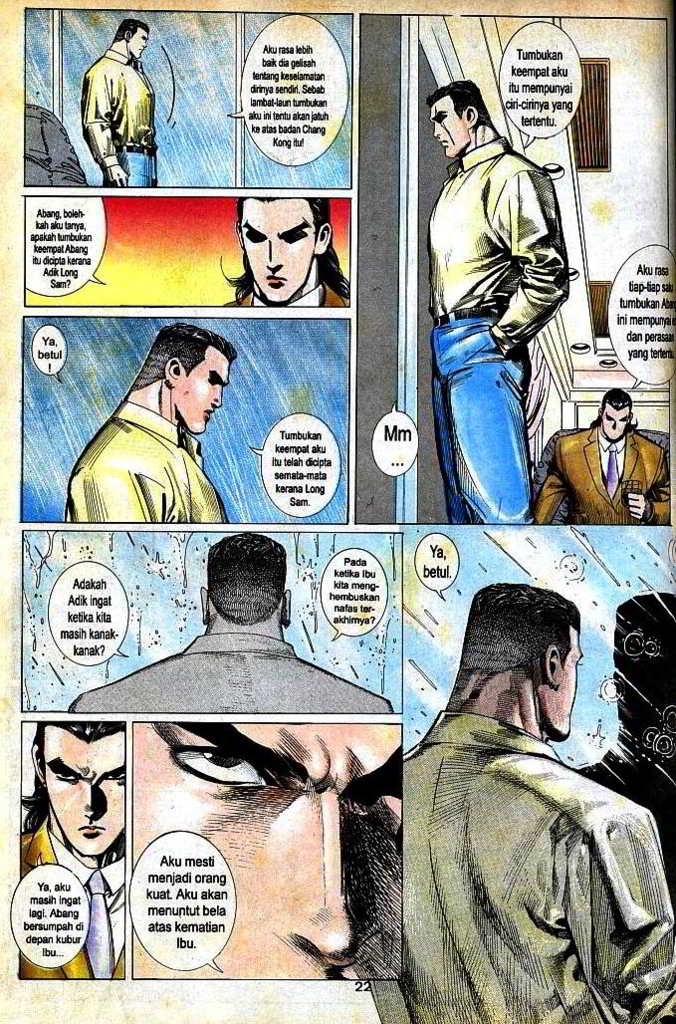 Aku rasa lebih
baik dia gelisah
tentang keselamatan
dirinya sendiri. Sebab
lambat-laun tumbukan
aku ini tentu akan jatuh
ke atas badan Chang
Kong itu!
Abang, boleh-
kah aku tanya,
apakah tumbukan
keempat Abang
itu dicipta kerana
Adik Long
Sam?
Ya,
betul
!
Tumbukan
keempat aku
itu telah dicipta
semata-mata
kerana Long
Sam.
Tumbukan
keempat aku
itu mempunyai
ciri-cirinya yang
tertentu.
Aku rasa
tiap-tiap
tumbukan
ini
dan perasaan
yang
Mm
...
Adakah
Adik ingat
ketika kita
masih kanak-
kanak?
Pada
ketika Ibu
kita meng-
hembuskan
nafas ter-
akhirnya?
Ya,
betul.
Ya, aku
masih ingat
lagi. Abang
bersumpah di
depan kubur
Ibu...
Aku mesti
menjadi orang
kuat. Aku akan
menuntut bela
atas kematian
Ibu.
22